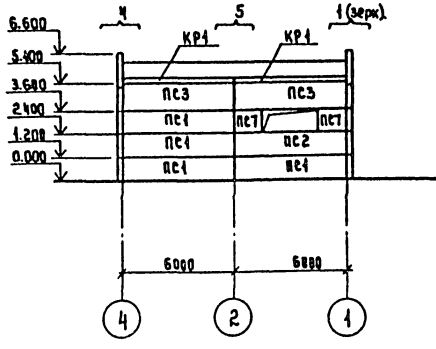 4 5 1 (зерк).
6.600
КР1 КР1
5.400
3.600
ПС3 ПС3
2.400
ПС1 ПС7 ПС7
1.200
ПС1 ПС2
0.000
ПС1 ПС1
6000 6000
4 2 1